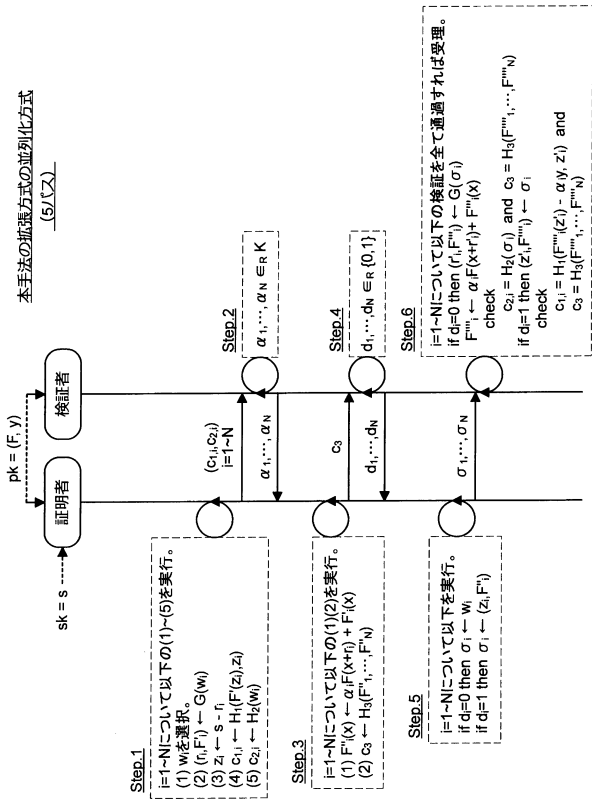 本手法の拡張方式の並列化方式
(5パス)
pk = (F, y)
sk = s
証明者
検証者
Step.1
i=1~Nについて以下の(1)~(5)を実行。
(1) wiを選択。
(2) (ri,F'i) ← G(wi)
(3) zi ← s - ri
(4) c1,i ← H1(F'i(zi),zi)
(5) c2,i ← H2(wi)
(c1,i,c2,i)
i=1~N
Step.2
α1,…,αN ∈R K
α1,…,αN
Step.3
i=1~Nについて以下の(1)(2)を実行。
(1) F''i(x) ← αiF(x+ri) + F'i(x)
(2) c3 ← H3(F''1,…,F''N)
c3
Step.4
d1,…,dN ∈R {0,1}
d1,…,dN
Step.5
i=1~Nについて以下を実行。
if di=0 then σi ← wi
if di=1 then σi ← (zi,F''i)
σ1,…,σN
Step.6
i=1~Nについて以下の検証を全て通過すれば受理。
if di=0 then (r'i,F'''i) ← G(σi)
F''''i ← αiF(x+r'i)+ F'''i(x)
check
c2,i = H2(σi) and c3 = H3(F''''1,…,F''''N)
if di=1 then (z'i,F''''i) ← σi
check
c1,i = H1(F''''i(z'i) - αiy, z'i) and
c3 = H3(F''''1,…,F''''N)